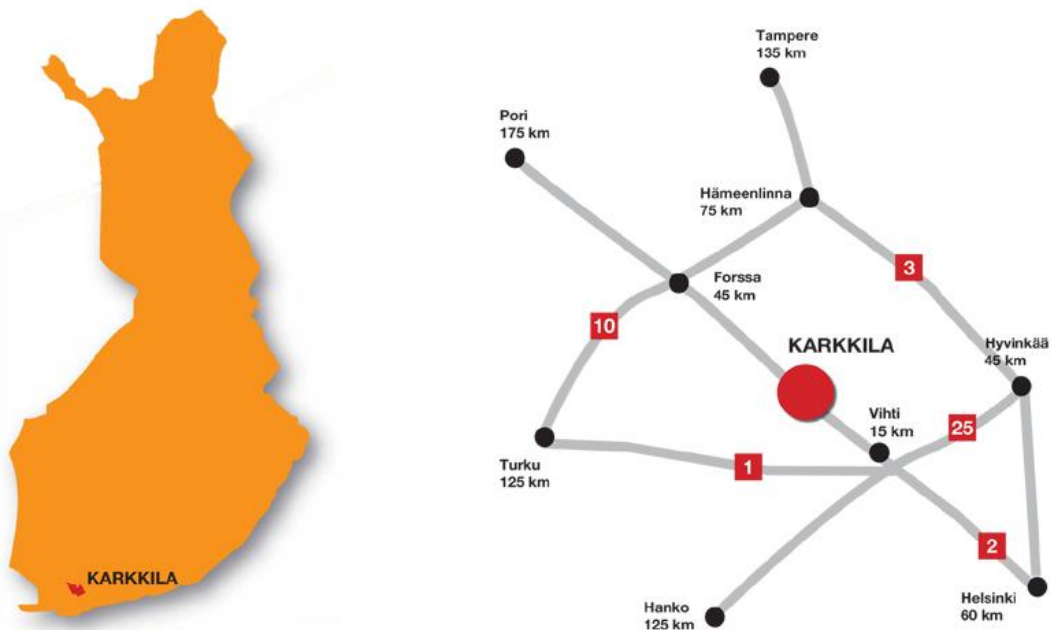 Tampere
135 km
Pori
175 km
Hämeenlinna
75 km
3
Forssa
45 km
10
KARKKILA
Hyvinkää
45 km
Vihti
15 km
25
Turku
125 km
1
2
Hanko
125 km
Helsinki
60 km
KARKKILA